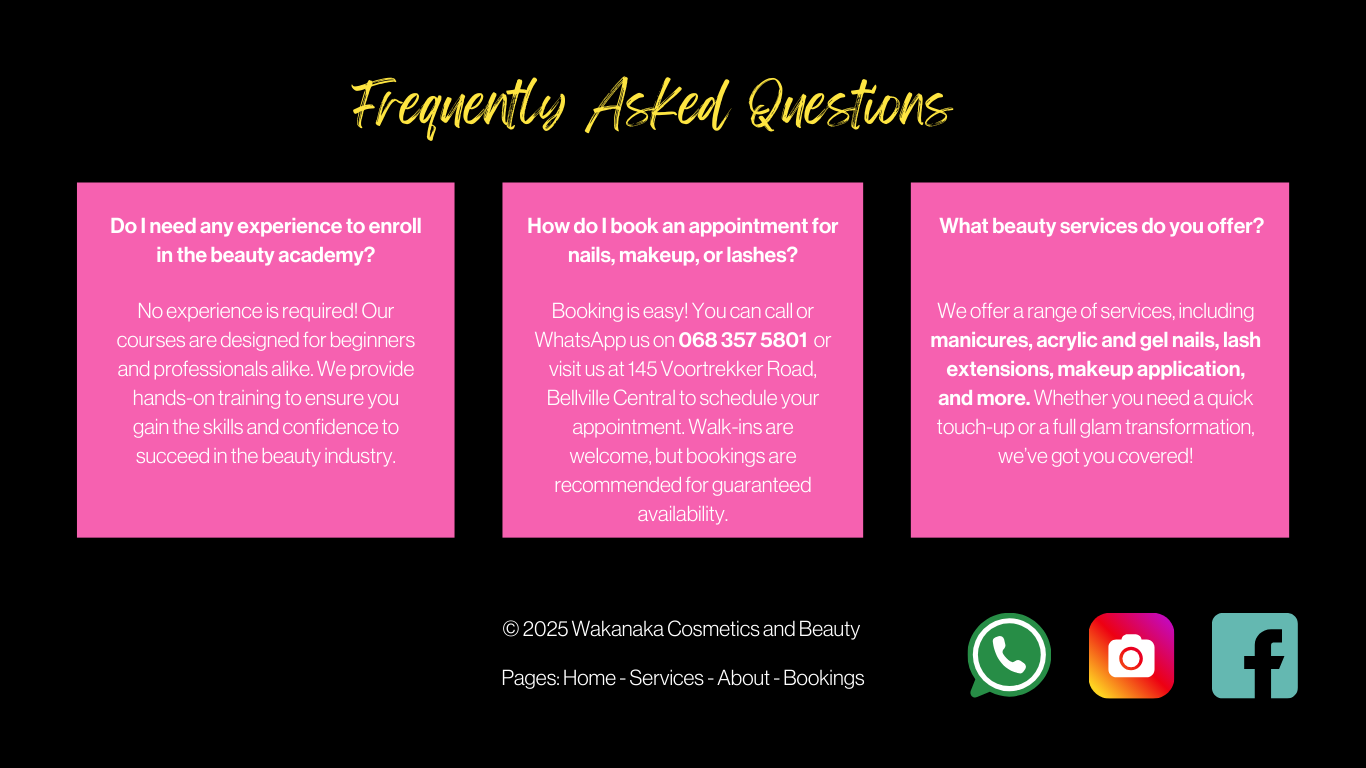 Frequently Asked Questions
Do I need any experience to enroll
in the beauty academy?
No experience is required! Our
courses are designed for beginners
and professionals alike. We provide
hands-on training to ensure you
gain the skills and confidence to
succeed in the beauty industry.
How do I book an appointment for
nails, makeup, or lashes?
Booking is easy! You can call or
WhatsApp us on 068 357 5801 or
visit us at 145 Voortrekker Road,
Bellville Central to schedule your
appointment. Walk-ins are
welcome, but bookings are
recommended for guaranteed
availability.
What beauty services do you offer?
We offer a range of services, including
manicures, acrylic and gel nails, lash
extensions, makeup application,
and more. Whether you need a quick
touch-up or a full glam transformation,
we've got you covered!
© 2025 Wakanaka Cosmetics and Beauty
Pages: Home - Services - About - Bookings